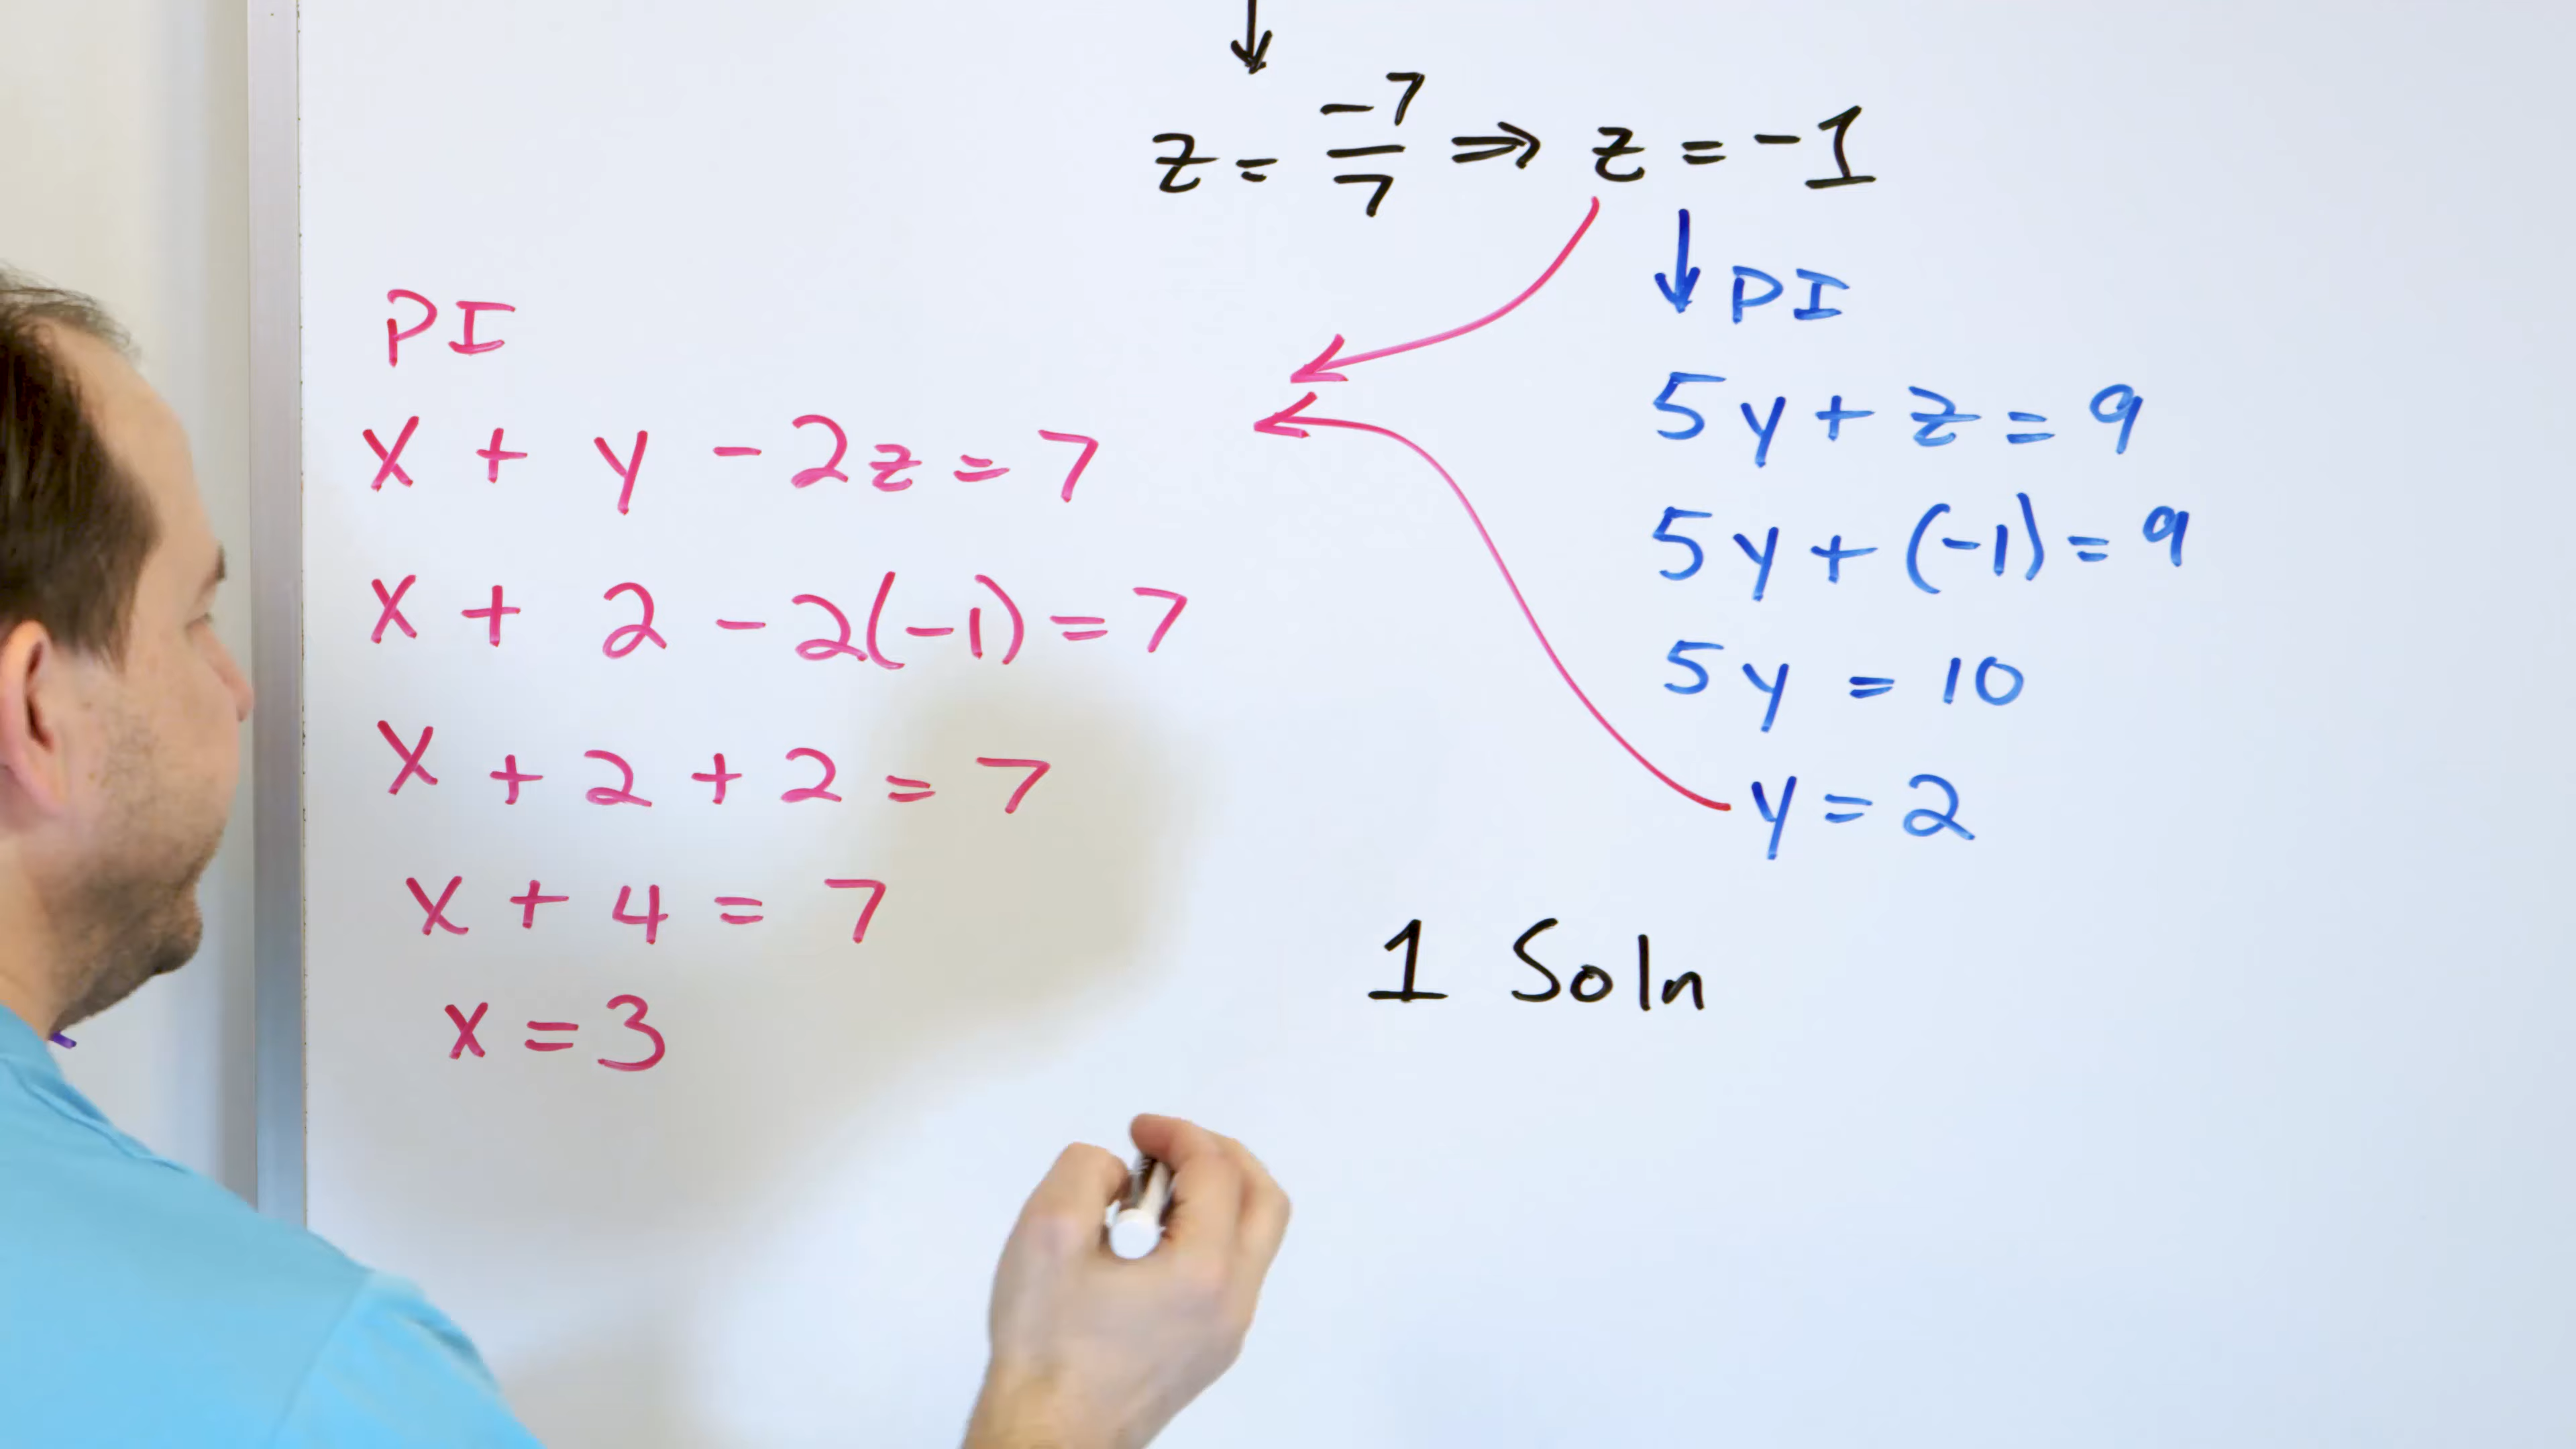 z = -7/7 ⇒ z = -1
PI
x + y - 2z = 7
x + 2 - 2(-1) = 7
x + 2 + 2 = 7
x + 4 = 7
x = 3
PI
5y + z = 9
5y + (-1) = 9
5y = 10
y = 2
1 Soln